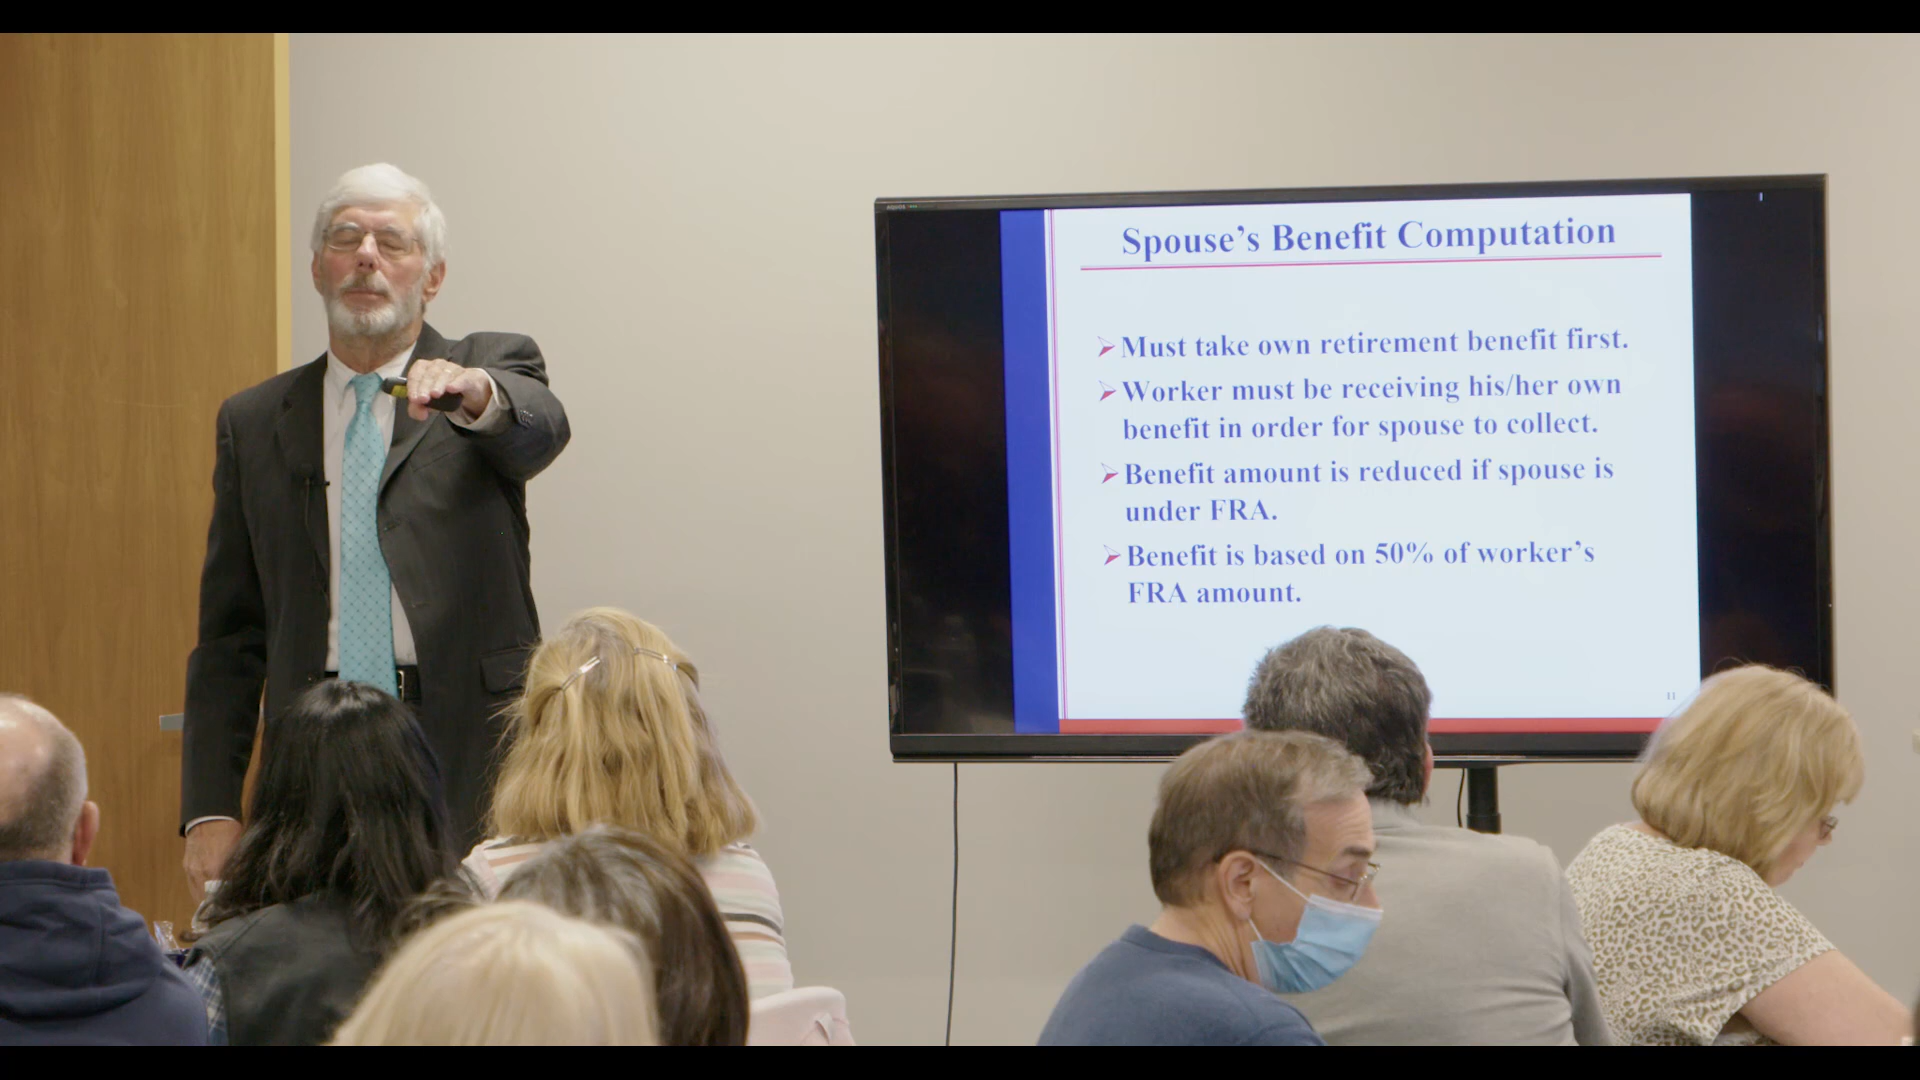 AQUOS
Spouse's Benefit Computation
Must take own retirement benefit first.
Worker must be receiving his/her own
benefit in order for spouse to collect.
Benefit amount is reduced if spouse is
under FRA.
Benefit is based on 50% of worker's
FRA amount.
11